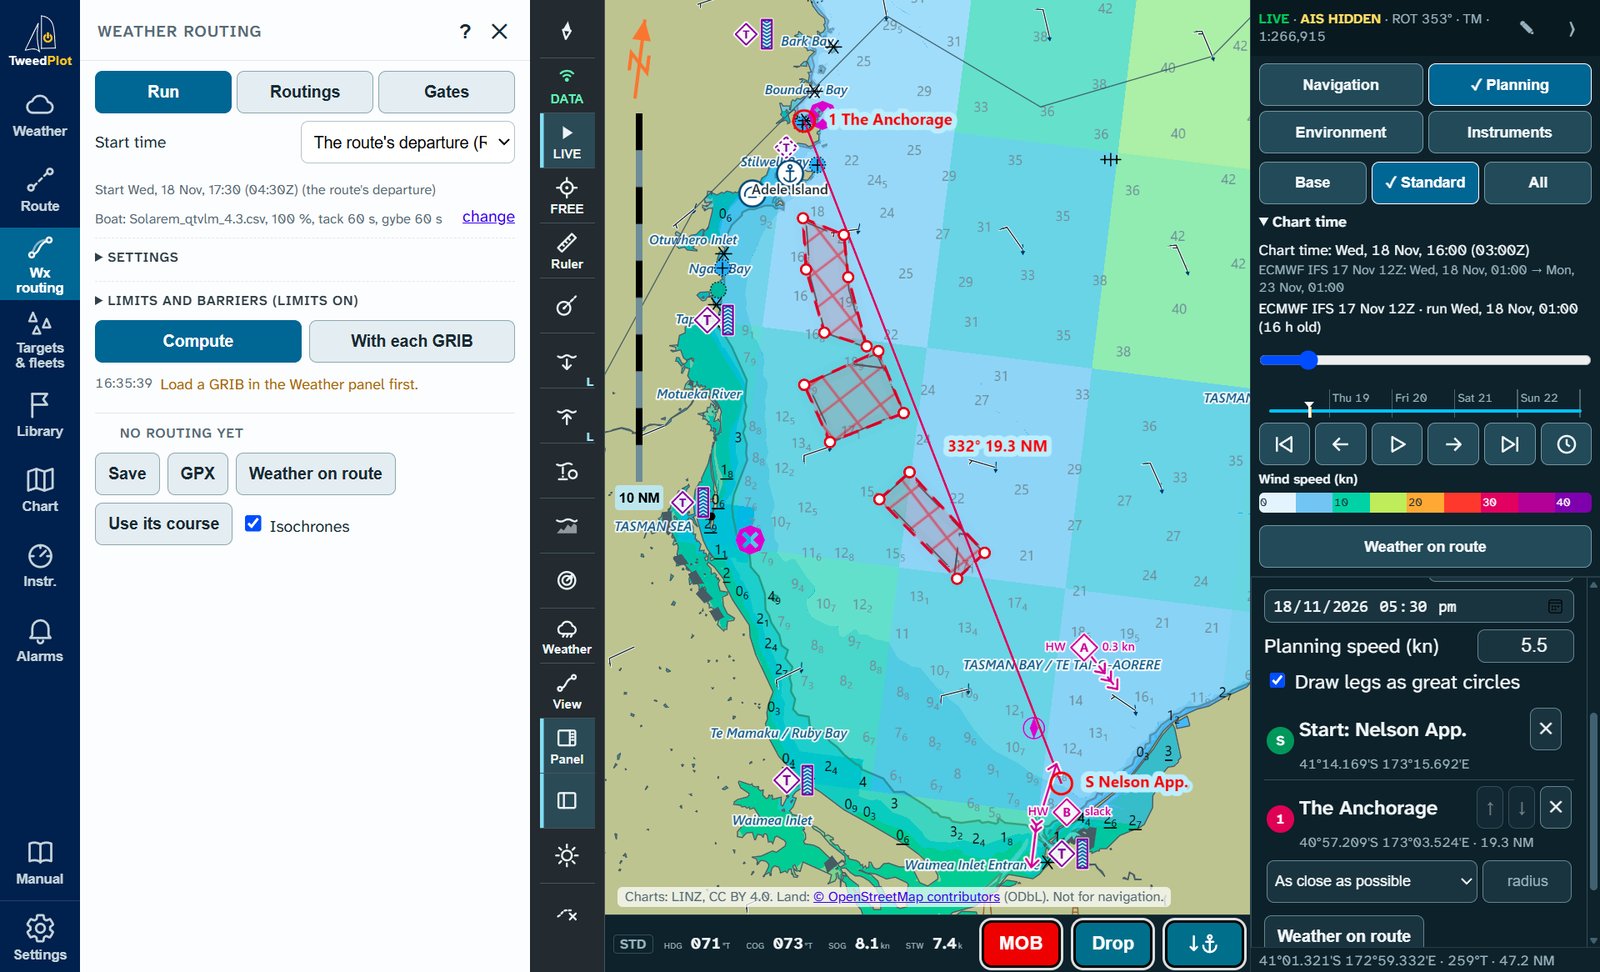 TweedPlot
Weather
Route
Wx
routing
Targets
& fleets
Library
Chart
Instr.
Alarms
Manual
Settings
WEATHER ROUTING
?
Run
Routings
Gates
Start time
The route's departure (R
Start Wed, 18 Nov, 17:30 (04:30Z) (the route's departure)
Boat: Solarem_qtvlm_4.3.csv, 100 %, tack 60 s, gybe 60 s
change
SETTINGS
LIMITS AND BARRIERS (LIMITS ON)
Compute
With each GRIB
16:35:39 Load a GRIB in the Weather panel first.
NO ROUTING YET
Save
GPX
Weather on route
Use its course
Isochrones
DATA
LIVE
FREE
Ruler
L
L
Weather
View
Panel
Bark Bay
Boundary Bay
1 The Anchorage
Stilwell Bay
Adele Island
Otuwhero Inlet
Motueka River
332° 19.3 NM
10 NM
TASMAN SEA
TASMAN
HW A 0.3 kn
Te Mamaku / Ruby Bay
S Nelson App.
HW B slack
Waimea Inlet
Charts: LINZ, CC BY 4.0. Land: © OpenStreetMap contributors (ODbL). Not for navigation.
STD
HDG 071°T
COG 073°T
SOG 8.1kn
STW 7.4k
MOB
Drop
LIVE · AIS HIDDEN · ROT 353° · TM ·
1:266,915
Navigation
✓ Planning
Environment
Instruments
Base
✓ Standard
All
Chart time
Chart time: Wed, 18 Nov, 16:00 (03:00Z)
ECMWF IFS 17 Nov 12Z: Wed, 18 Nov, 01:00 → Mon,
23 Nov, 01:00
ECMWF IFS 17 Nov 12Z · run Wed, 18 Nov, 01:00
(16 h old)
Thu 19
Fri 20
Sat 21
Sun 22
Wind speed (kn)
0 10 20 30 40
Weather on route
18/11/2026 05:30 pm
Planning speed (kn)
5.5
Draw legs as great circles
S
Start: Nelson App.
41°14.169'S 173°15.692'E
1
The Anchorage
40°57.209'S 173°03.524'E · 19.3 NM
As close as possible
radius
Weather on route
41°01.321'S 172°59.332'E · 259°T · 47.2 NM